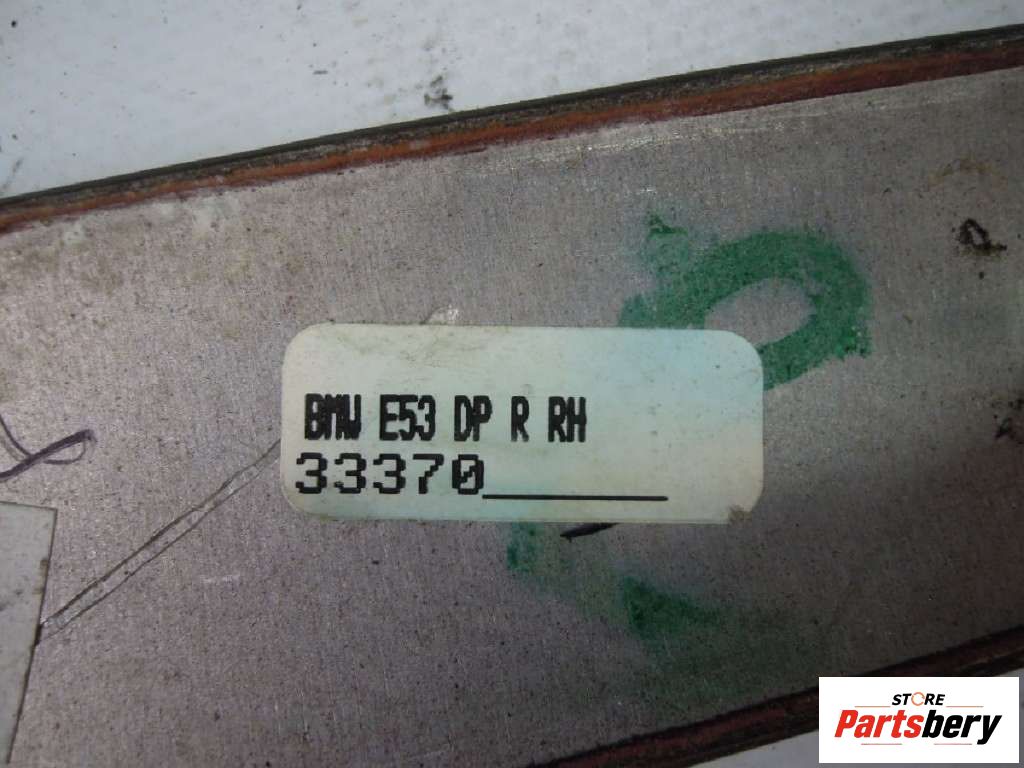 BMW E53 DP R RH
33370
STORE
Partsbery